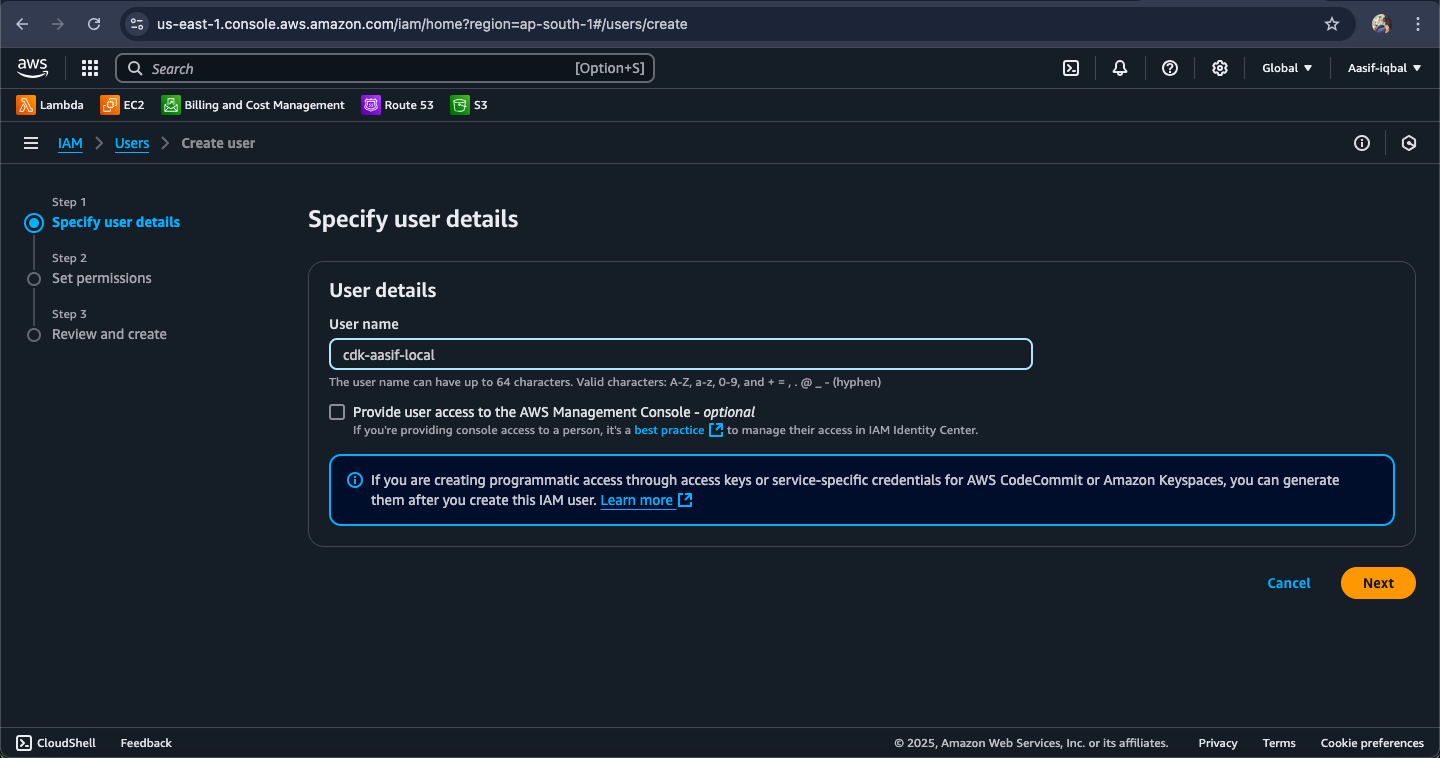 us-east-1.console.aws.amazon.com/iam/home?region=ap-south-1#/users/create
aws
Search
[Option+S]
Global
Aasif-iqbal
Lambda
EC2
Billing and Cost Management
Route 53
S3
IAM
Users
Create user
Step 1
Specify user details
Step 2
Set permissions
Step 3
Review and create
Specify user details
User details
User name
cdk-aasif-local
The user name can have up to 64 characters. Valid characters: A-Z, a-z, 0-9, and + = , . @ _ - (hyphen)
Provide user access to the AWS Management Console - optional
If you're providing console access to a person, it's a best practice to manage their access in IAM Identity Center.
If you are creating programmatic access through access keys or service-specific credentials for AWS CodeCommit or Amazon Keyspaces, you can generate
them after you create this IAM user. Learn more
Cancel
Next
CloudShell
Feedback
© 2025, Amazon Web Services, Inc. or its affiliates.
Privacy
Terms
Cookie preferences